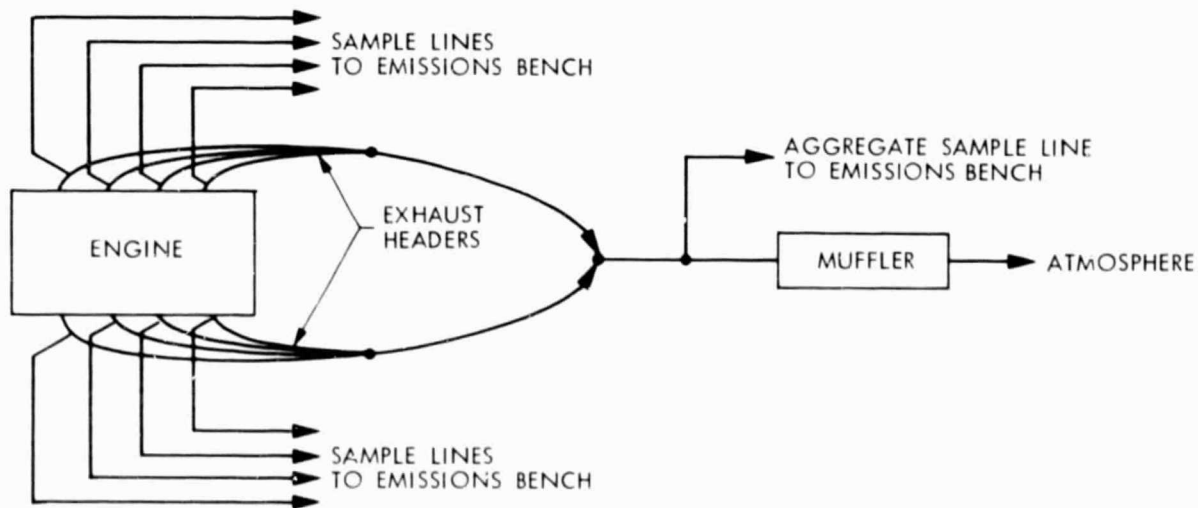 SAMPLE LINES
TO EMISSIONS BENCH
AGGREGATE SAMPLE LINE
TO EMISSIONS BENCH
EXHAUST
HEADERS
ENGINE
MUFFLER
ATMOSPHERE
SAMPLE LINES
TO EMISSIONS BENCH